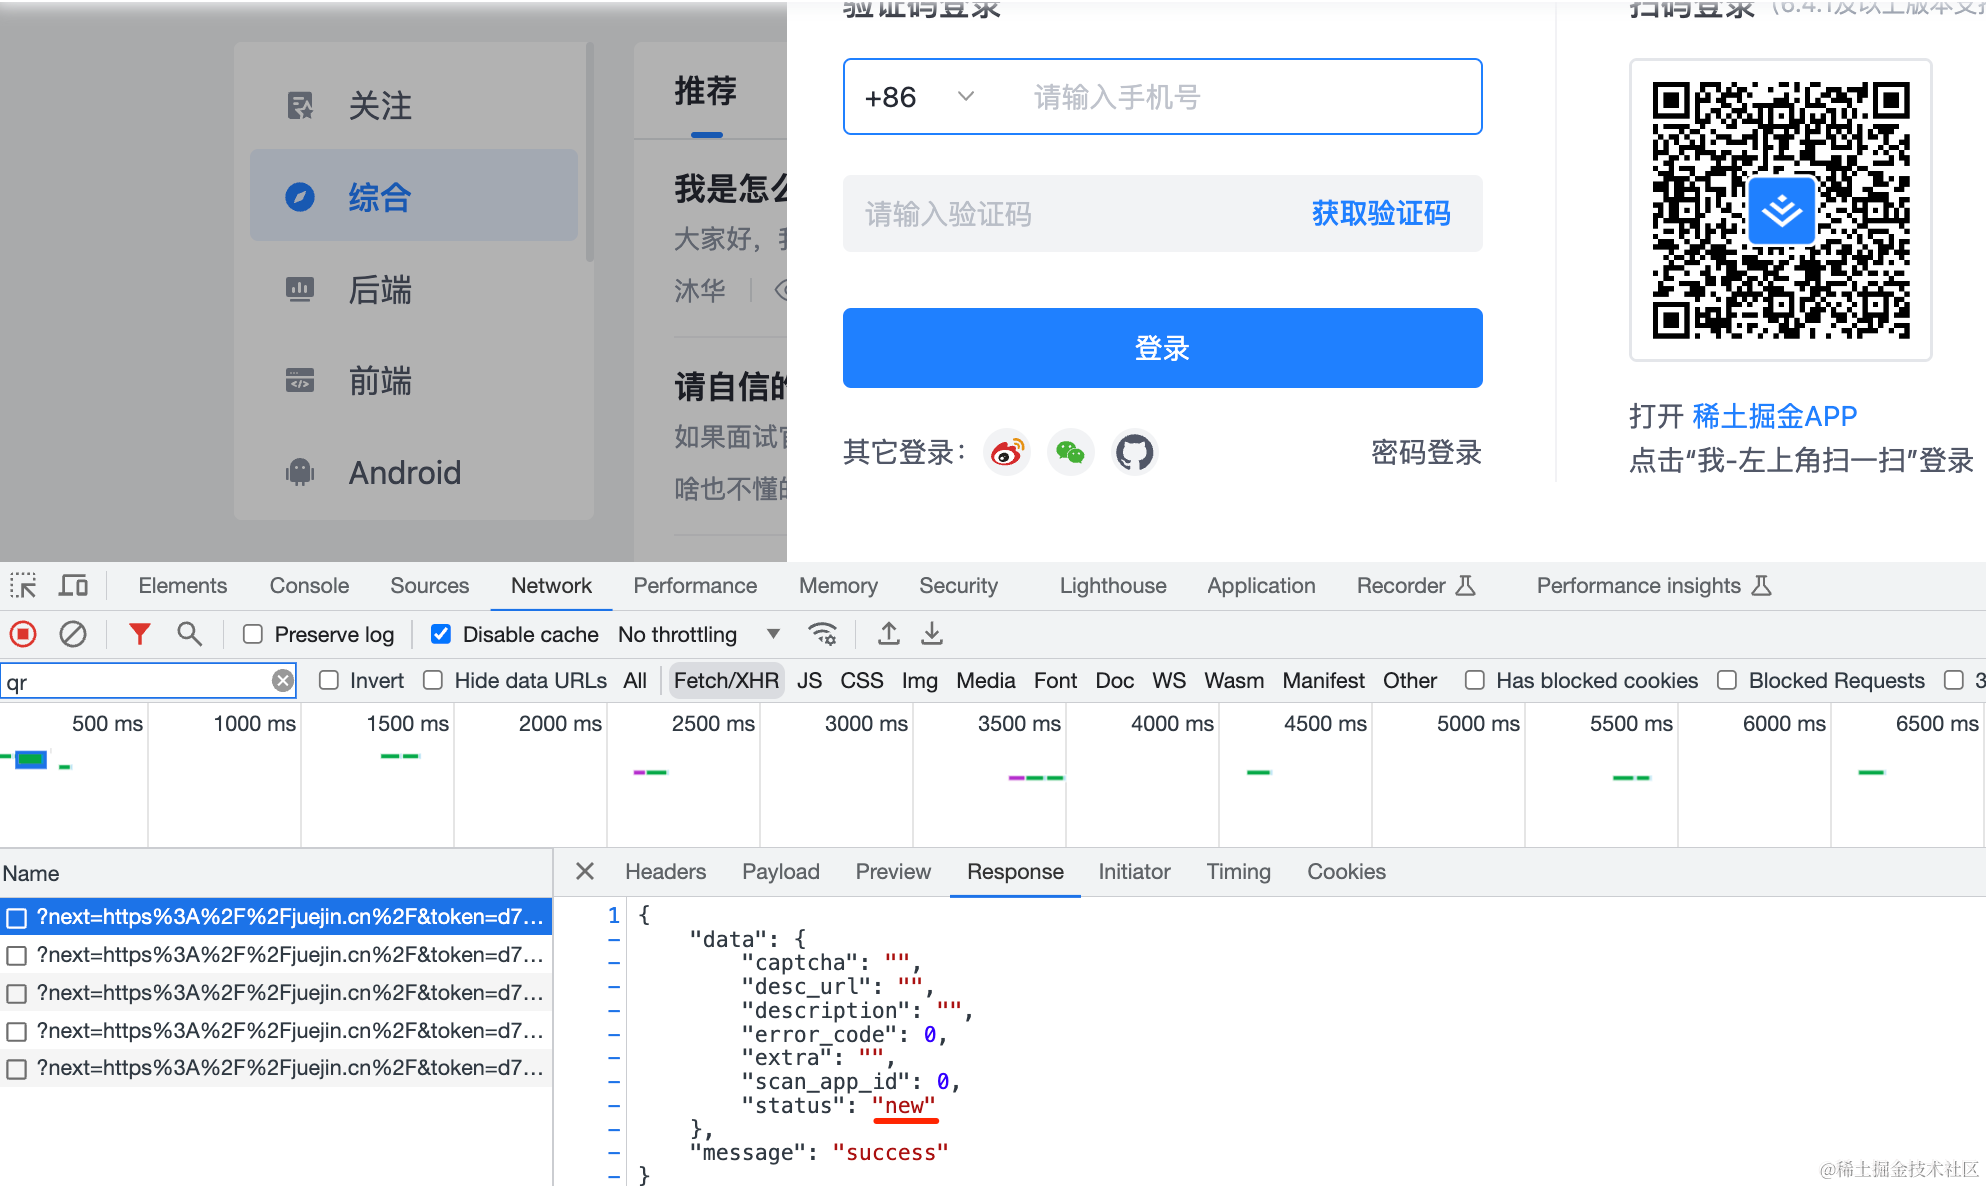 验证码登录
扫码登录 (6.4.1及以上版本支持
关注
综合
后端
前端
Android
推荐
我是怎么
大家好，我
沐华
请自信的
如果面试官
啥也不懂的
+86 请输入手机号
请输入验证码 获取验证码
登录
其它登录： 密码登录
打开 稀土掘金APP
点击“我-左上角扫一扫”登录
Elements Console Sources Network Performance Memory Security Lighthouse Application Recorder Performance insights
Preserve log Disable cache No throttling
qr Invert Hide data URLs All Fetch/XHR JS CSS Img Media Font Doc WS Wasm Manifest Other Has blocked cookies Blocked Requests 3
500 ms 1000 ms 1500 ms 2000 ms 2500 ms 3000 ms 3500 ms 4000 ms 4500 ms 5000 ms 5500 ms 6000 ms 6500 ms
Name
?next=https%3A%2F%2Fjuejin.cn%2F&token=d7…
?next=https%3A%2F%2Fjuejin.cn%2F&token=d7…
?next=https%3A%2F%2Fjuejin.cn%2F&token=d7…
?next=https%3A%2F%2Fjuejin.cn%2F&token=d7…
?next=https%3A%2F%2Fjuejin.cn%2F&token=d7…
Headers Payload Preview Response Initiator Timing Cookies
1 {
- "data": {
- "captcha": "",
- "desc_url": "",
- "description": "",
- "error_code": 0,
- "extra": "",
- "scan_app_id": 0,
- "status": "new"
- },
- "message": "success"
- }
@稀土掘金技术社区